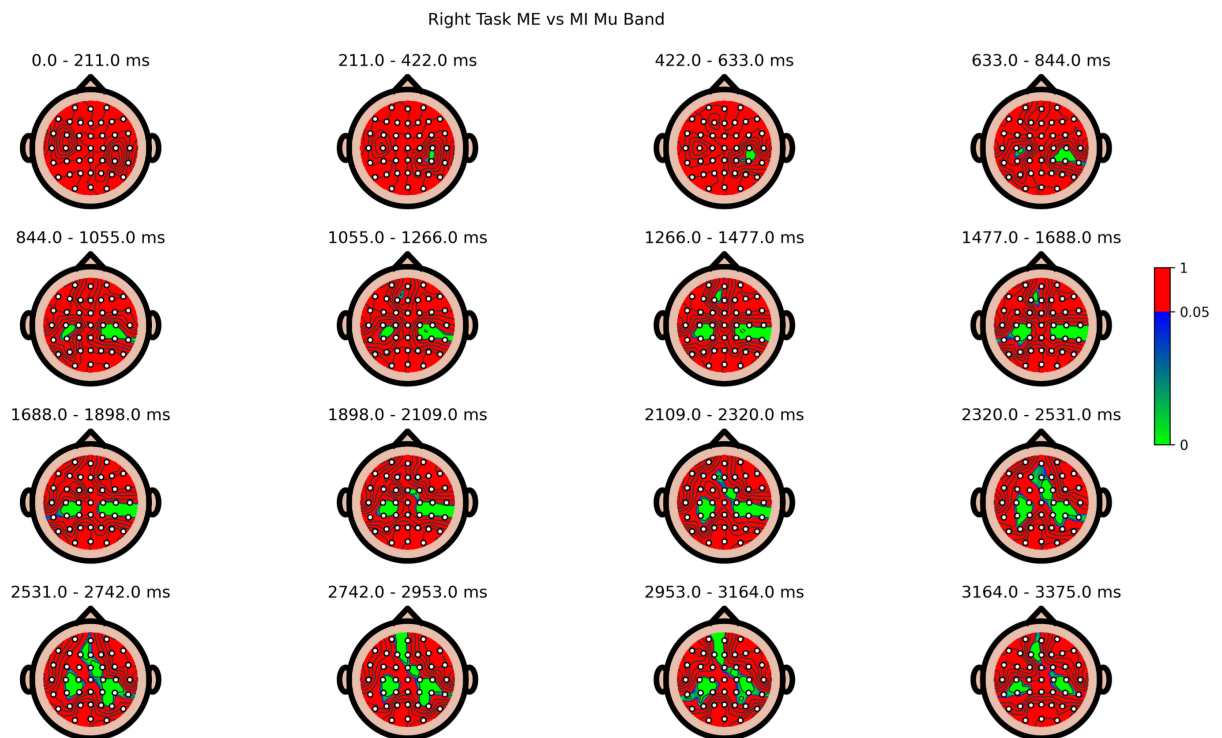 Right Task ME vs MI Mu Band
0.0 - 211.0 ms
211.0 - 422.0 ms
422.0 - 633.0 ms
633.0 - 844.0 ms
844.0 - 1055.0 ms
1055.0 - 1266.0 ms
1266.0 - 1477.0 ms
1477.0 - 1688.0 ms
1
0.05
0
1688.0 - 1898.0 ms
1898.0 - 2109.0 ms
2109.0 - 2320.0 ms
2320.0 - 2531.0 ms
2531.0 - 2742.0 ms
2742.0 - 2953.0 ms
2953.0 - 3164.0 ms
3164.0 - 3375.0 ms